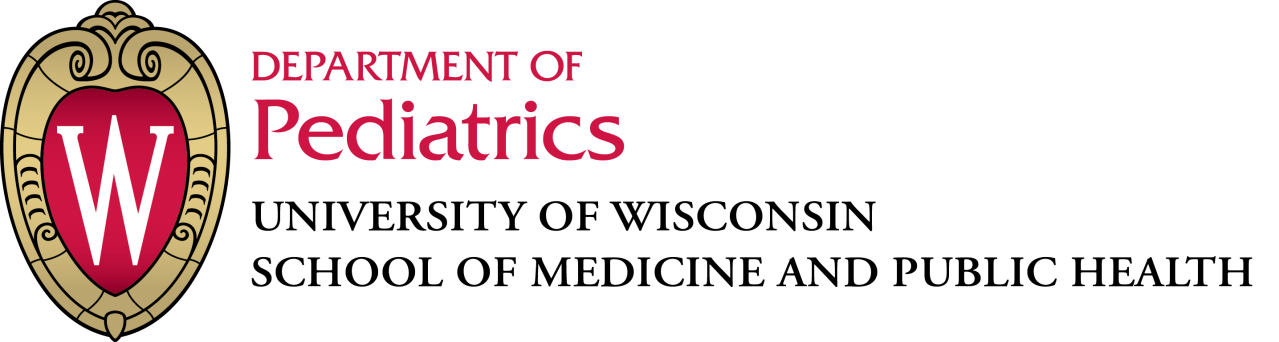 W
DEPARTMENT OF
Pediatrics
UNIVERSITY OF WISCONSIN
SCHOOL OF MEDICINE AND PUBLIC HEALTH